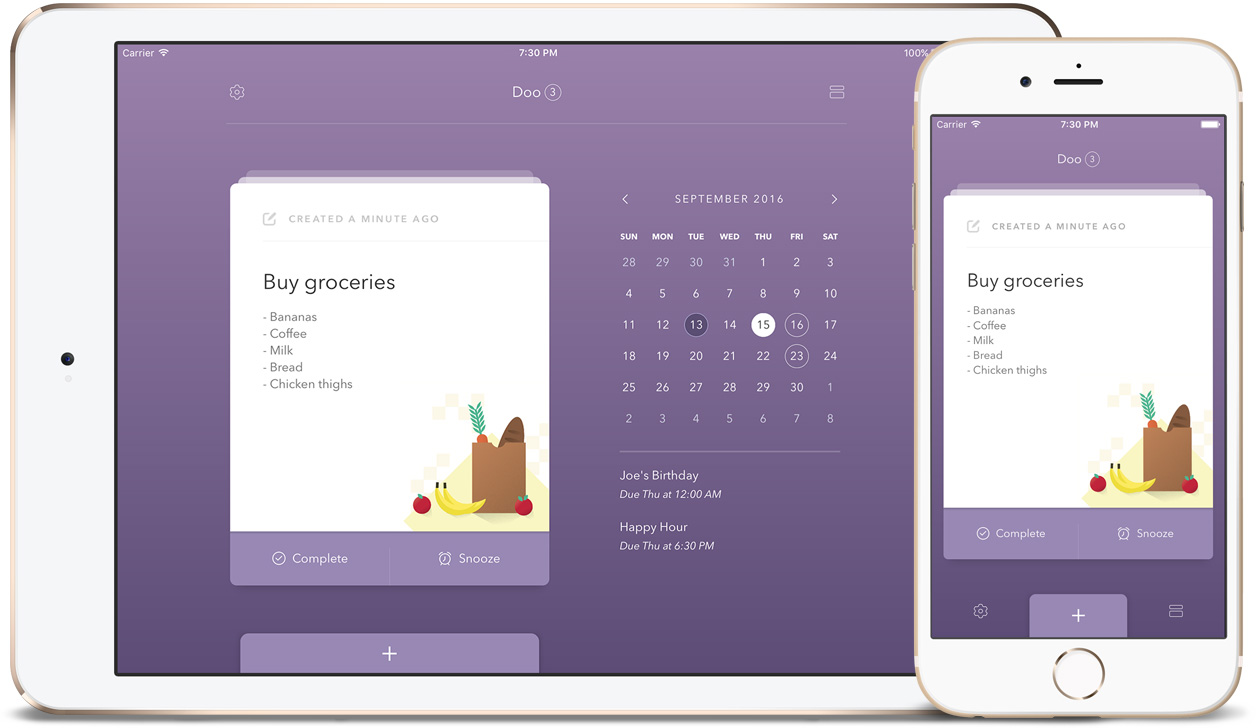 Carrier 7:30 PM 100%
Doo 3
CREATED A MINUTE AGO
Buy groceries
- Bananas
- Coffee
- Milk
- Bread
- Chicken thighs
Complete Snooze
+
SEPTEMBER 2016
SUN MON TUE WED THU FRI SAT
28 29 30 31 1 2 3
4 5 6 7 8 9 10
11 12 13 14 15 16 17
18 19 20 21 22 23 24
25 26 27 28 29 30 1
2 3 4 5 6 7 8
Joe's Birthday
Due Thu at 12:00 AM
Happy Hour
Due Thu at 6:30 PM
Carrier 7:30 PM
Doo 3
CREATED A MINUTE AGO
Buy groceries
- Bananas
- Coffee
- Milk
- Bread
- Chicken thighs
Complete Snooze
+